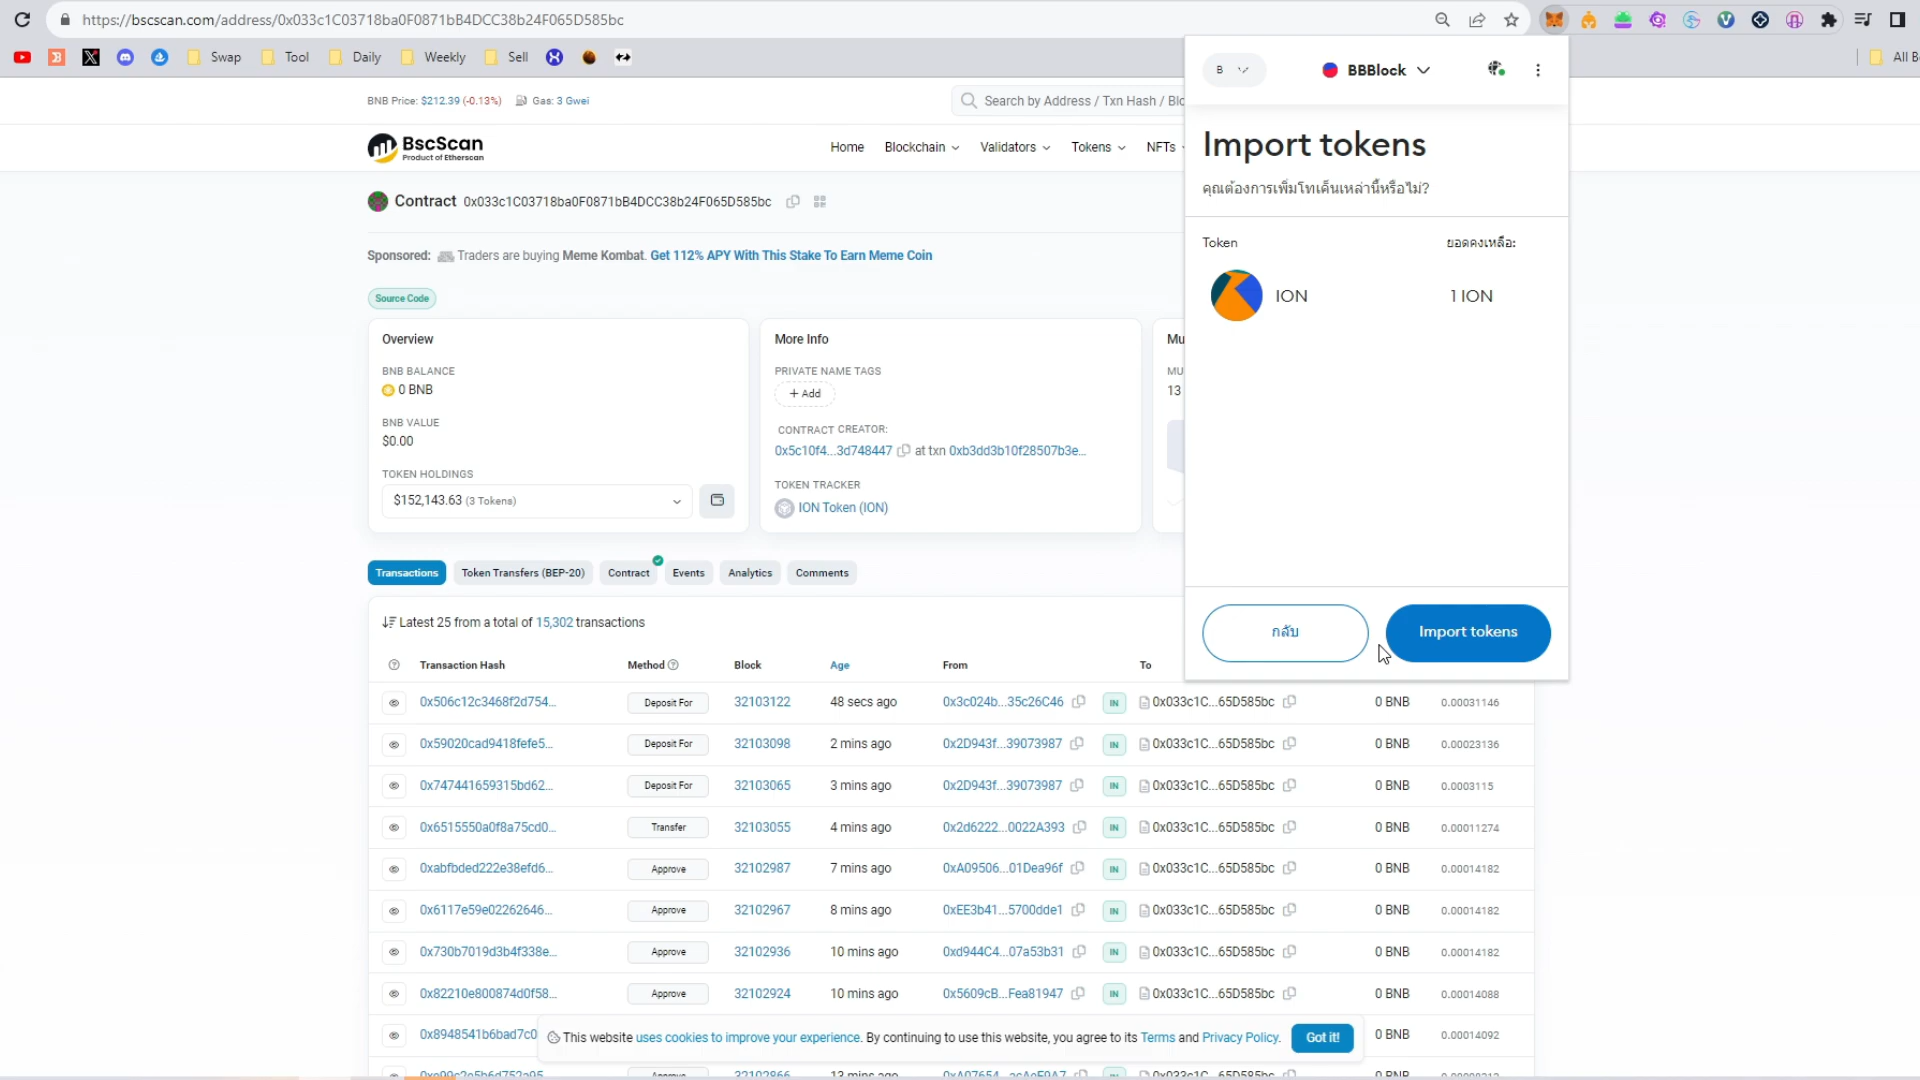 https://bscscan.com/address/0x033c1C03718ba0F0871bB4DCC38b24F065D585bc
Swap Tool Daily Weekly Sell All B
BNB Price: $212.39 (-0.13%) Gas: 3 Gwei
Search by Address / Txn Hash / Blo
BscScan
Product of Etherscan
Home Blockchain Validators Tokens NFTs
Contract 0x033c1C03718ba0F0871bB4DCC38b24F065D585bc
Sponsored: Traders are buying Meme Kombat. Get 112% APY With This Stake To Earn Meme Coin
Source Code
Overview
BNB BALANCE
0 BNB
BNB VALUE
$0.00
TOKEN HOLDINGS
$152,143.63 (3 Tokens)
More Info
PRIVATE NAME TAGS
+ Add
CONTRACT CREATOR:
0x5c10f4...3d748447 at txn 0xb3dd3b10f28507b3e...
TOKEN TRACKER
ION Token (ION)
Mu
MU
13
B BBBlock
Import tokens
คุณต้องการเพิ่มโทเค็นเหล่านี้หรือไม่?
Token ยอดคงเหลือ:
ION 1 ION
กลับ Import tokens
Transactions Token Transfers (BEP-20) Contract Events Analytics Comments
Latest 25 from a total of 15,302 transactions
Transaction Hash Method Block Age From To
0x506c12c3468f2d754... Deposit For 32103122 48 secs ago 0x3c024b...35c26C46 IN 0x033c1C...65D585bc 0 BNB 0.00031146
0x59020cad9418fefe5... Deposit For 32103098 2 mins ago 0x2D943f...39073987 IN 0x033c1C...65D585bc 0 BNB 0.00023136
0x747441659315bd62... Deposit For 32103065 3 mins ago 0x2D943f...39073987 IN 0x033c1C...65D585bc 0 BNB 0.0003115
0x6515550a0f8a75cd0... Transfer 32103055 4 mins ago 0x2d6222...0022A393 IN 0x033c1C...65D585bc 0 BNB 0.00011274
0xabfbded222e38efd6... Approve 32102987 7 mins ago 0xA09506...01Dea96f IN 0x033c1C...65D585bc 0 BNB 0.00014182
0x6117e59e02262646... Approve 32102967 8 mins ago 0xEE3b41...5700dde1 IN 0x033c1C...65D585bc 0 BNB 0.00014182
0x730b7019d3b4f338e... Approve 32102936 10 mins ago 0xd944C4...07a53b31 IN 0x033c1C...65D585bc 0 BNB 0.00014182
0x82210e800874d0f58... Approve 32102924 10 mins ago 0x5609cB...Fea81947 IN 0x033c1C...65D585bc 0 BNB 0.00014088
0x8948541b6bad7c0 0 BNB 0.00014092
This website uses cookies to improve your experience. By continuing to use this website, you agree to its Terms and Privacy Policy. Got it!